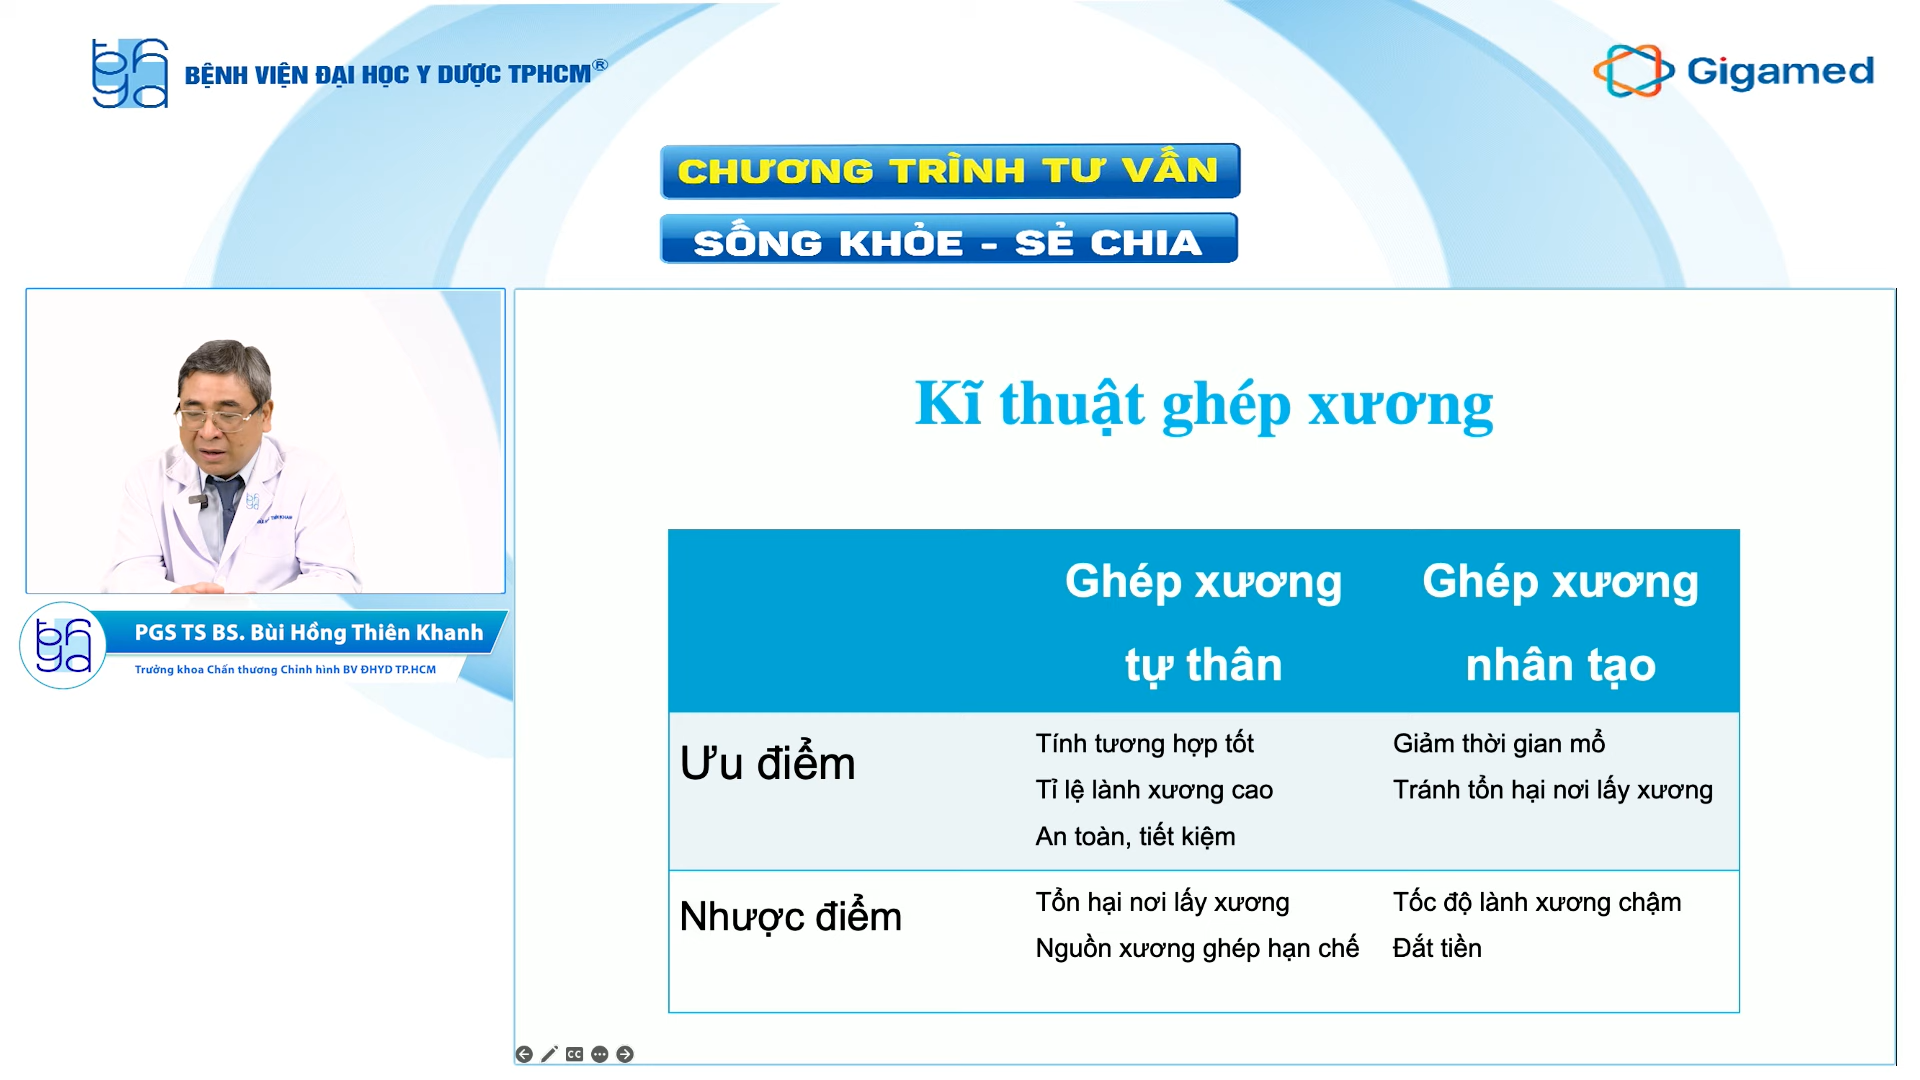 BỆNH VIỆN ĐẠI HỌC Y DƯỢC TPHCM®
Gigamed
CHƯƠNG TRÌNH TƯ VẤN
SỐNG KHỎE - SẺ CHIA
PGS TS BS. Bùi Hồng Thiên Khanh
Trưởng khoa Chấn thương Chỉnh hình BV ĐHYD TP.HCM
Kĩ thuật ghép xương
Ghép xương
tự thân
Ghép xương
nhân tạo
Ưu điểm
Tính tương hợp tốt
Tỉ lệ lành xương cao
An toàn, tiết kiệm
Giảm thời gian mổ
Tránh tổn hại nơi lấy xương
Nhược điểm
Tổn hại nơi lấy xương
Nguồn xương ghép hạn chế
Tốc độ lành xương chậm
Đắt tiền
CC